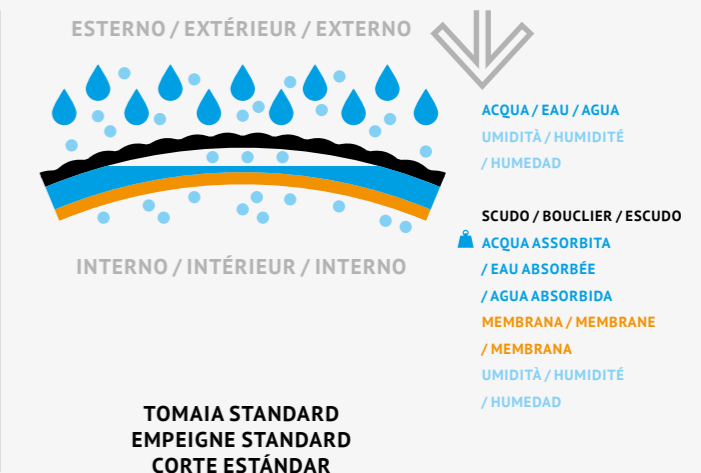 ESTERNO / EXTÉRIEUR / EXTERNO
ACQUA / EAU / AGUA
UMIDITÀ / HUMIDITÉ
/ HUMEDAD
SCUDO / BOUCLIER / ESCUDO
ACQUA ASSORBITA
/ EAU ABSORBÉE
/ AGUA ABSORBIDA
MEMBRANA / MEMBRANE
/ MEMBRANA
UMIDITÀ / HUMIDITÉ
/ HUMEDAD
INTERNO / INTÉRIEUR / INTERNO
TOMAIA STANDARD
EMPEIGNE STANDARD
CORTE ESTÁNDAR